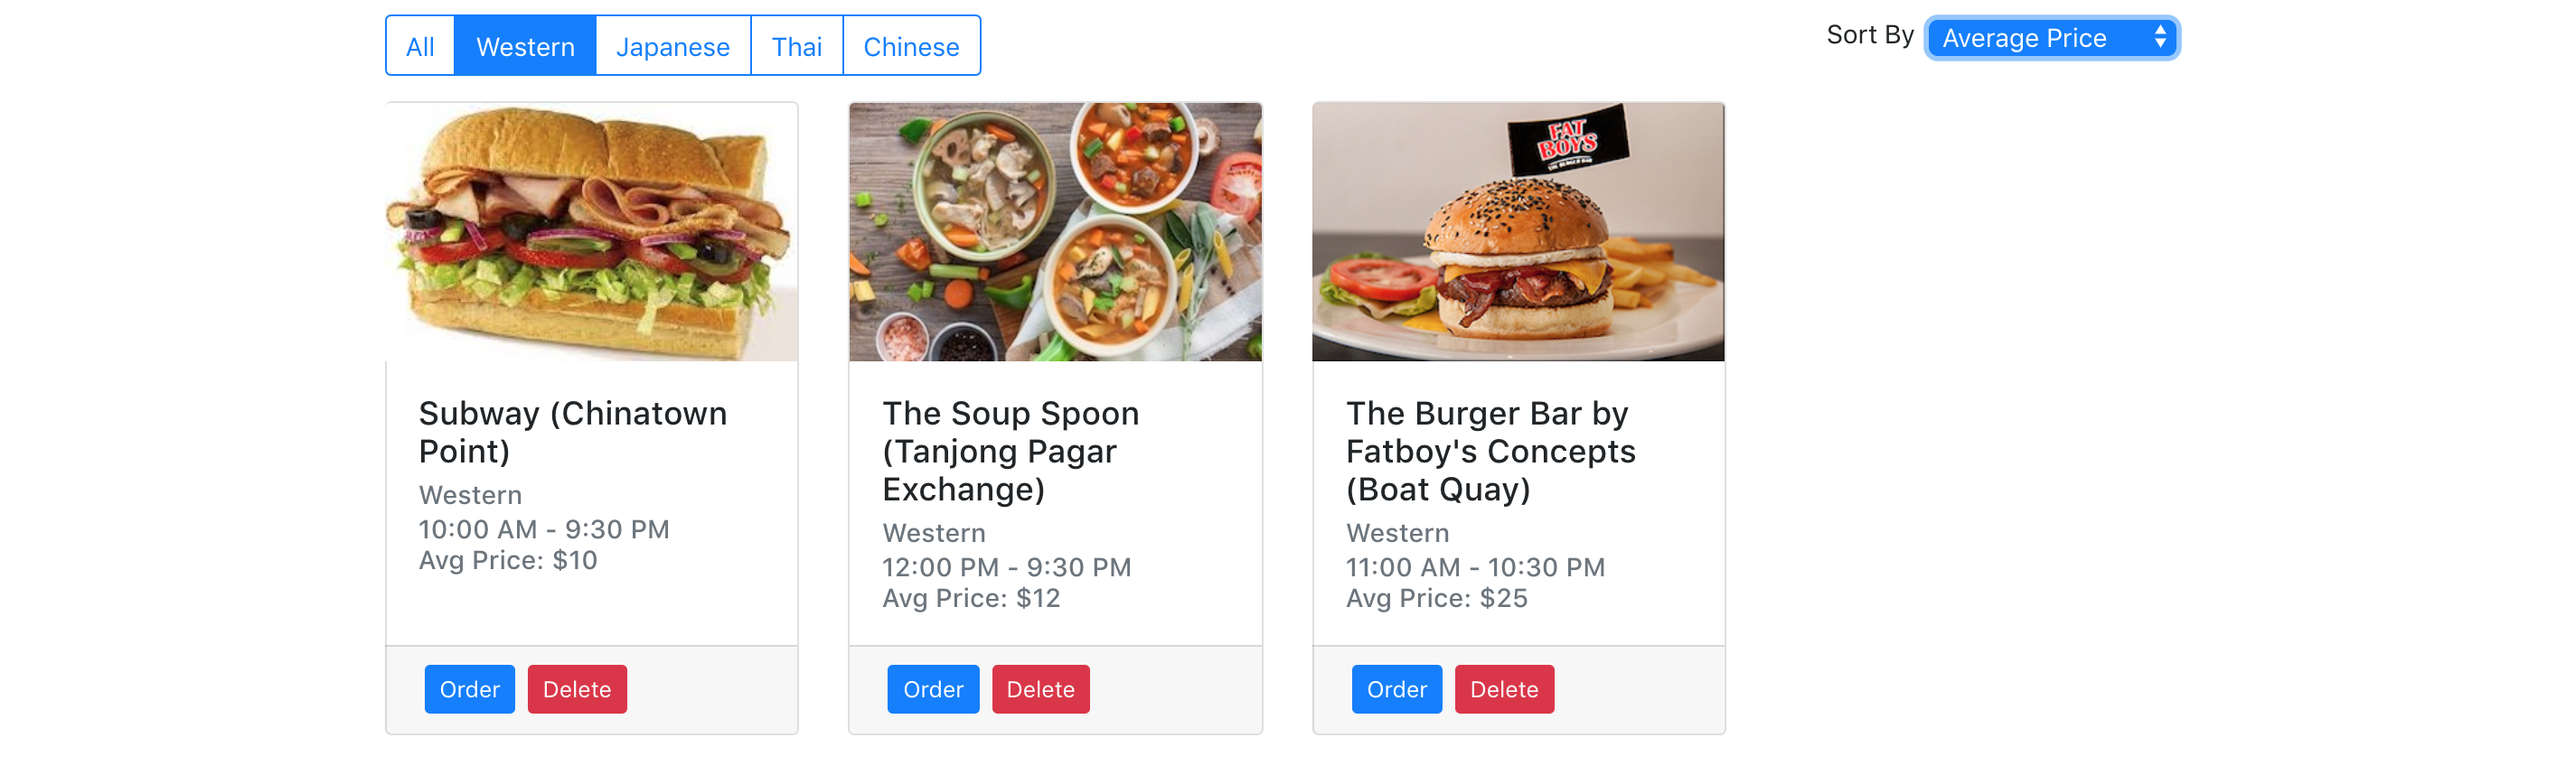 All Western Japanese Thai Chinese
Sort By Average Price
FAT
BOYS
THE BURGER BAR
Subway (Chinatown
Point)
Western
10:00 AM - 9:30 PM
Avg Price: $10
Order Delete
The Soup Spoon
(Tanjong Pagar
Exchange)
Western
12:00 PM - 9:30 PM
Avg Price: $12
Order Delete
The Burger Bar by
Fatboy's Concepts
(Boat Quay)
Western
11:00 AM - 10:30 PM
Avg Price: $25
Order Delete